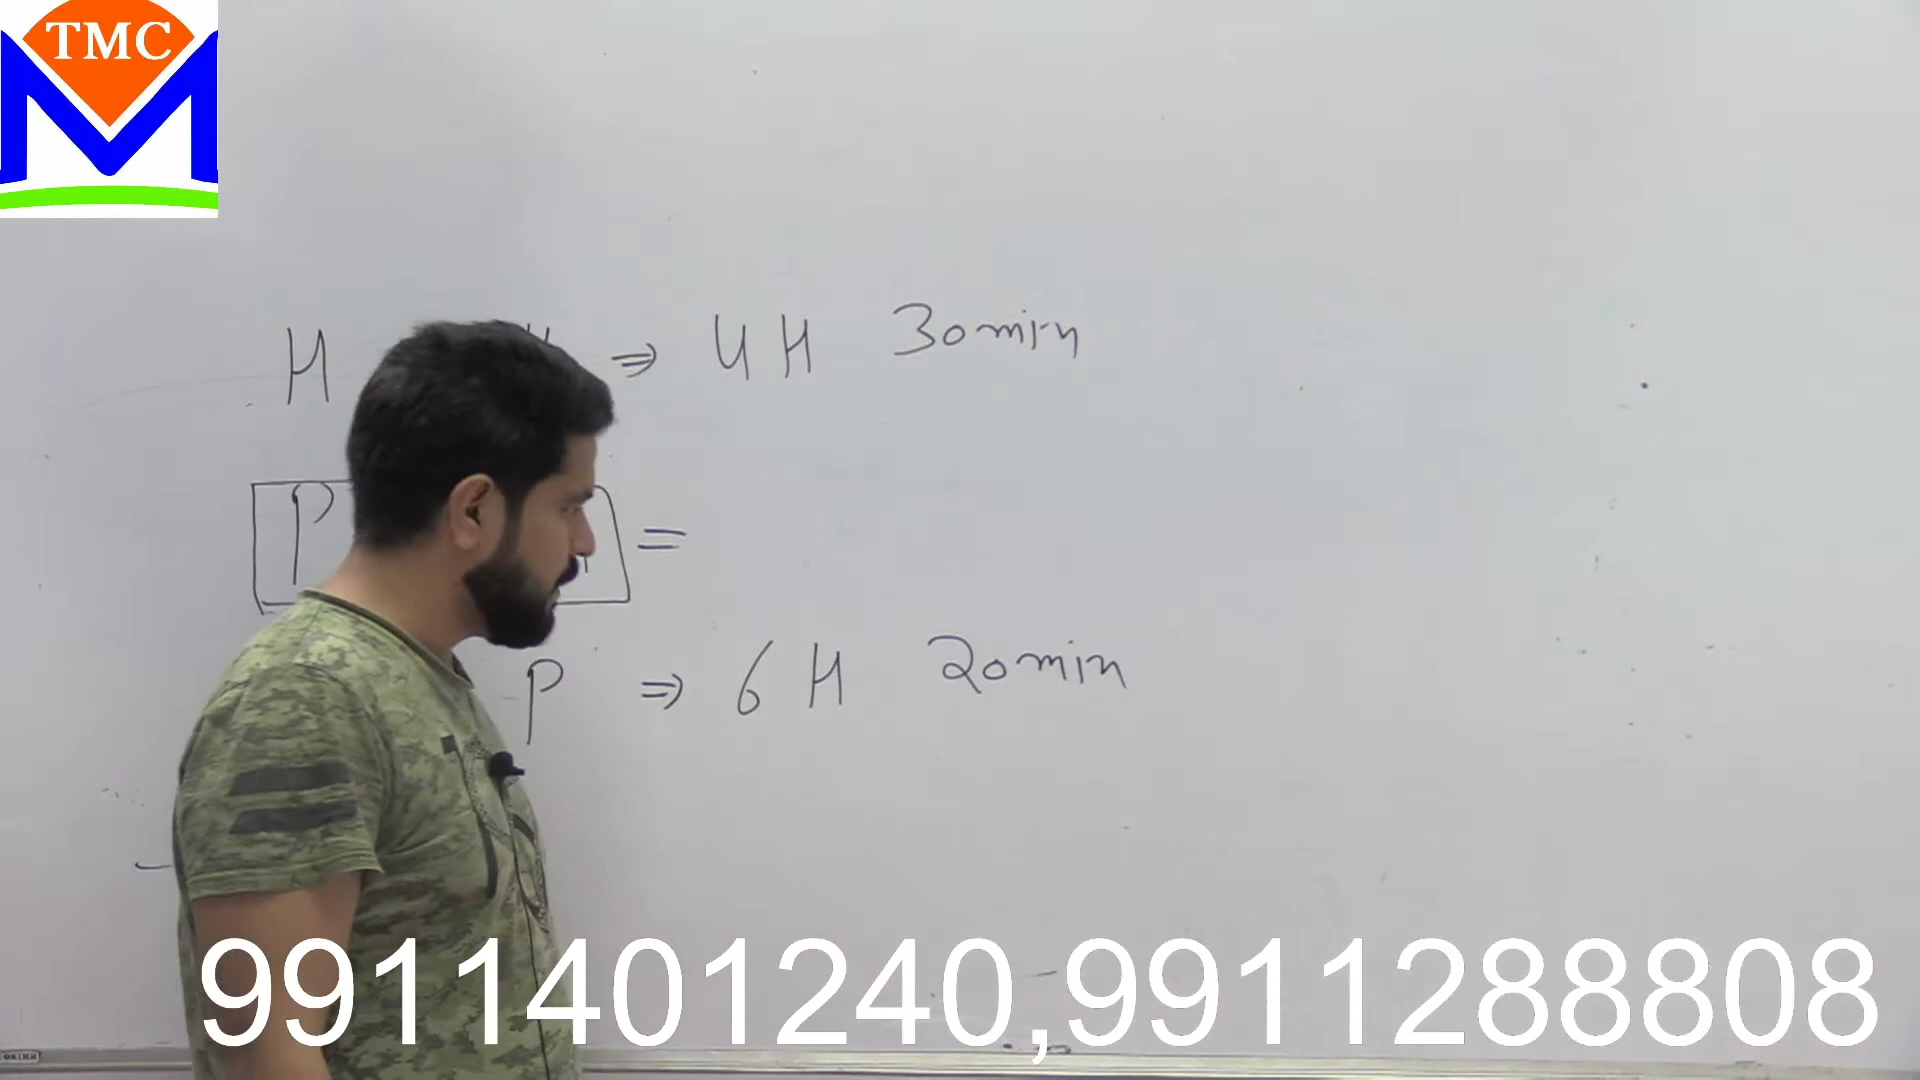 TMC
H ⇒ 4 H 30 min
P =
P ⇒ 6 H 20 min
9911401240,9911288808